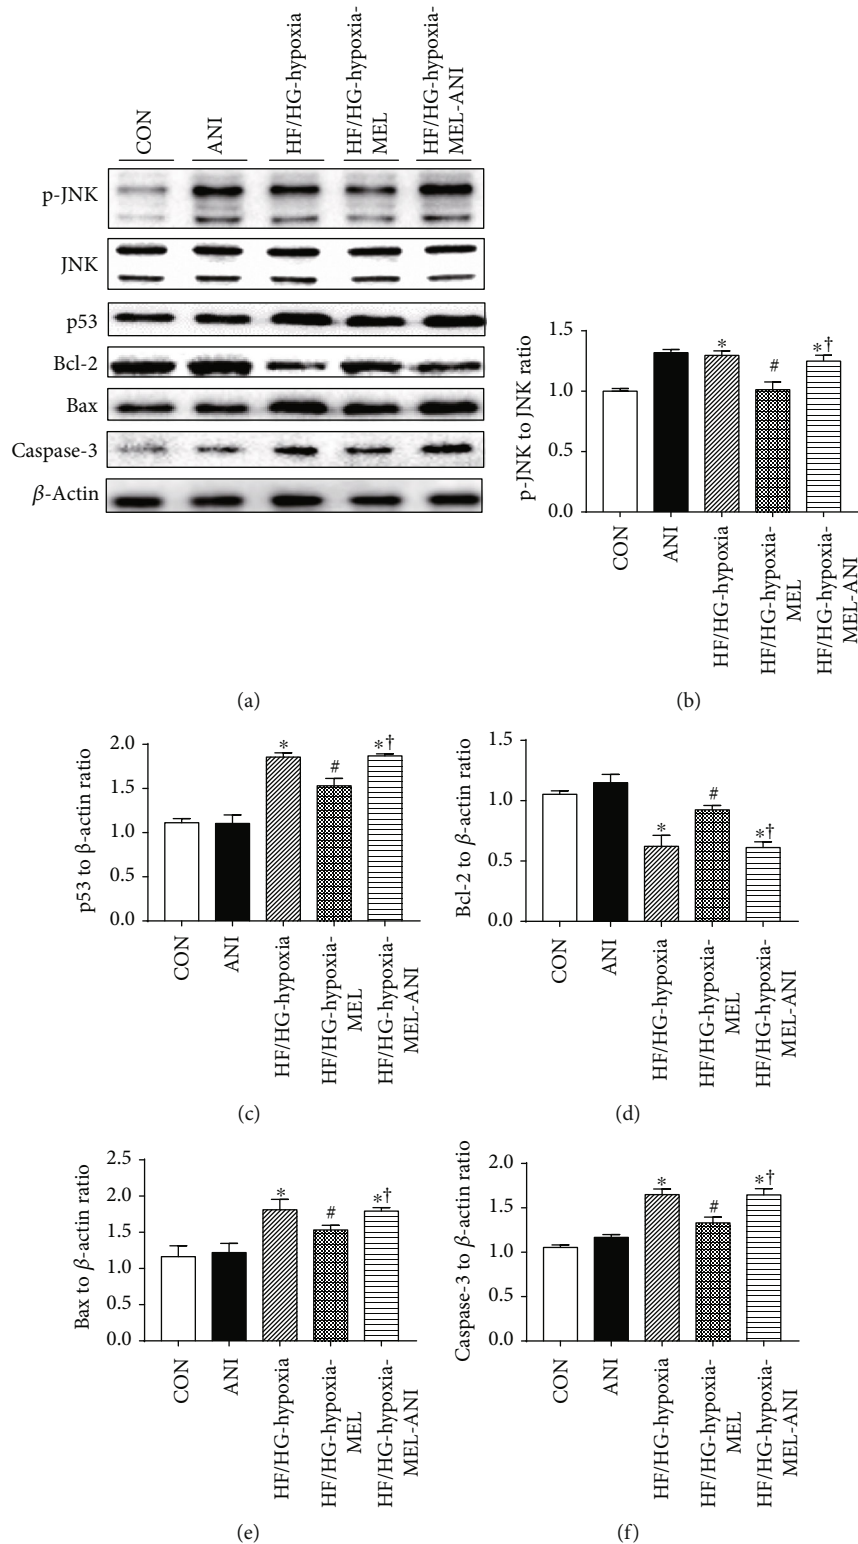 CON
ANI
HF/HG-hypoxia
HF/HG-hypoxia-
MEL
HF/HG-hypoxia-
MEL-ANI
p-JNK
JNK
p53
Bcl-2
Bax
Caspase-3
β-Actin
(a)
p-JNK to JNK ratio
1.5
1.0
0.5
0.0
*
#
*†
CON
ANI
HF/HG-hypoxia
HF/HG-hypoxia-
MEL
HF/HG-hypoxia-
MEL-ANI
(b)
p53 to β-actin ratio
2.0
1.5
1.0
0.5
0.0
*
#
*†
CON
ANI
HF/HG-hypoxia
HF/HG-hypoxia-
MEL
HF/HG-hypoxia-
MEL-ANI
(c)
Bcl-2 to β-actin ratio
1.5
1.0
0.5
0.0
*
#
*†
CON
ANI
HF/HG-hypoxia
HF/HG-hypoxia-
MEL
HF/HG-hypoxia-
MEL-ANI
(d)
Bax to β-actin ratio
2.5
2.0
1.5
1.0
0.5
0.0
*
#
*†
CON
ANI
HF/HG-hypoxia
HF/HG-hypoxia-
MEL
HF/HG-hypoxia-
MEL-ANI
(e)
Caspase-3 to β-actin ratio
2.0
1.5
1.0
0.5
0.0
*
#
*†
CON
ANI
HF/HG-hypoxia
HF/HG-hypoxia-
MEL
HF/HG-hypoxia-
MEL-ANI
(f)